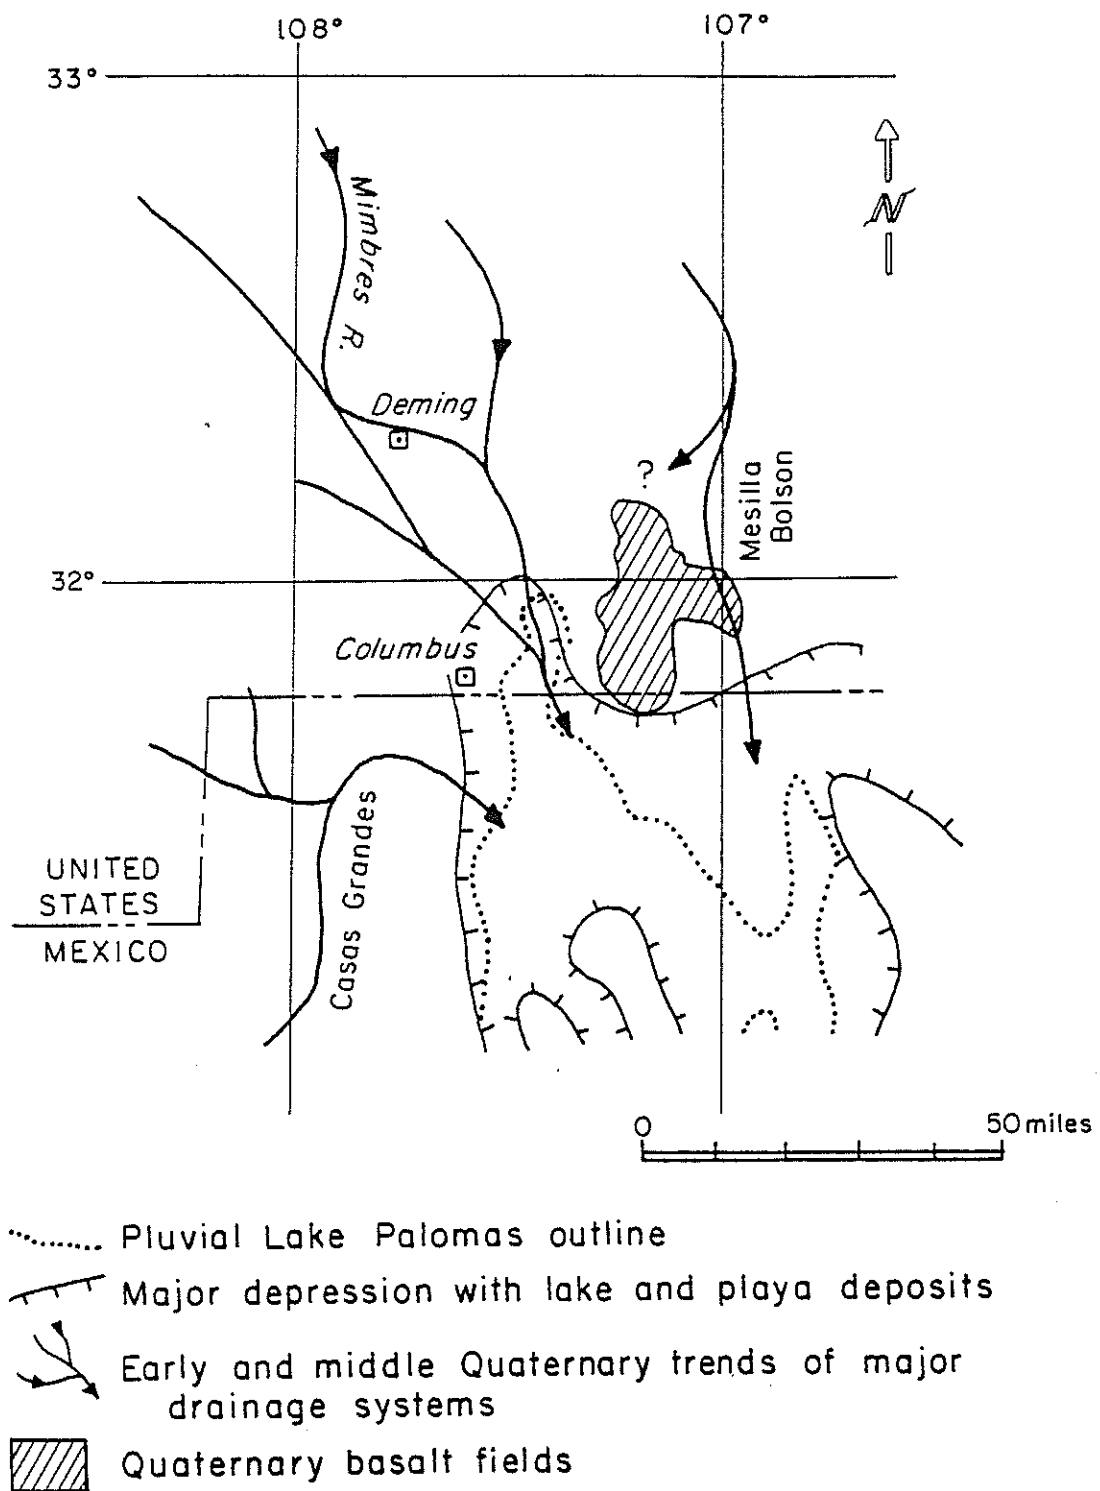 108°
107°
33°
N
Mimbres R.
Deming
?
Mesilla
Bolson
32°
Columbus
UNITED
STATES
MEXICO
Casas Grandes
0 50 miles
Pluvial Lake Palomas outline
Major depression with lake and playa deposits
Early and middle Quaternary trends of major
drainage systems
Quaternary basalt fields